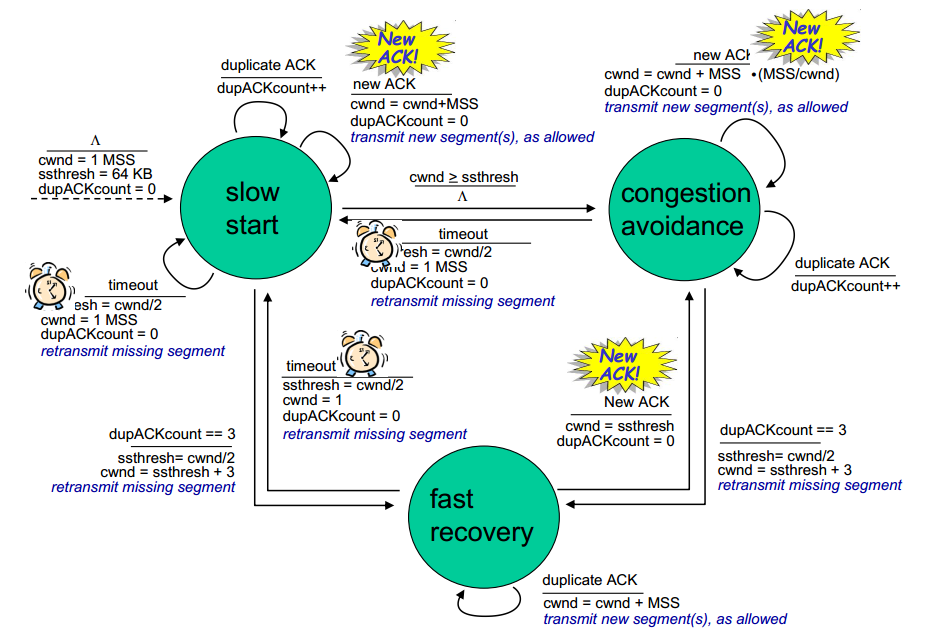 New
ACK!
duplicate ACK
dupACKcount++
new ACK
cwnd = cwnd+MSS
dupACKcount = 0
transmit new segment(s), as allowed
New
ACK!
new ACK
cwnd = cwnd + MSS •(MSS/cwnd)
dupACKcount = 0
transmit new segment(s), as allowed
Λ
cwnd = 1 MSS
ssthresh = 64 KB
dupACKcount = 0
slow
start
cwnd ≥ ssthresh
Λ
congestion
avoidance
timeout
esh = cwnd/2
cwnd = 1 MSS
dupACKcount = 0
retransmit missing segment
timeout
resh = cwnd/2
cwnd = 1 MSS
dupACKcount = 0
retransmit missing segment
duplicate ACK
dupACKcount++
timeout
ssthresh = cwnd/2
cwnd = 1
dupACKcount = 0
retransmit missing segment
New
ACK!
New ACK
cwnd = ssthresh
dupACKcount = 0
dupACKcount == 3
ssthresh= cwnd/2
cwnd = ssthresh + 3
retransmit missing segment
dupACKcount == 3
ssthresh= cwnd/2
cwnd = ssthresh + 3
retransmit missing segment
fast
recovery
duplicate ACK
cwnd = cwnd + MSS
transmit new segment(s), as allowed